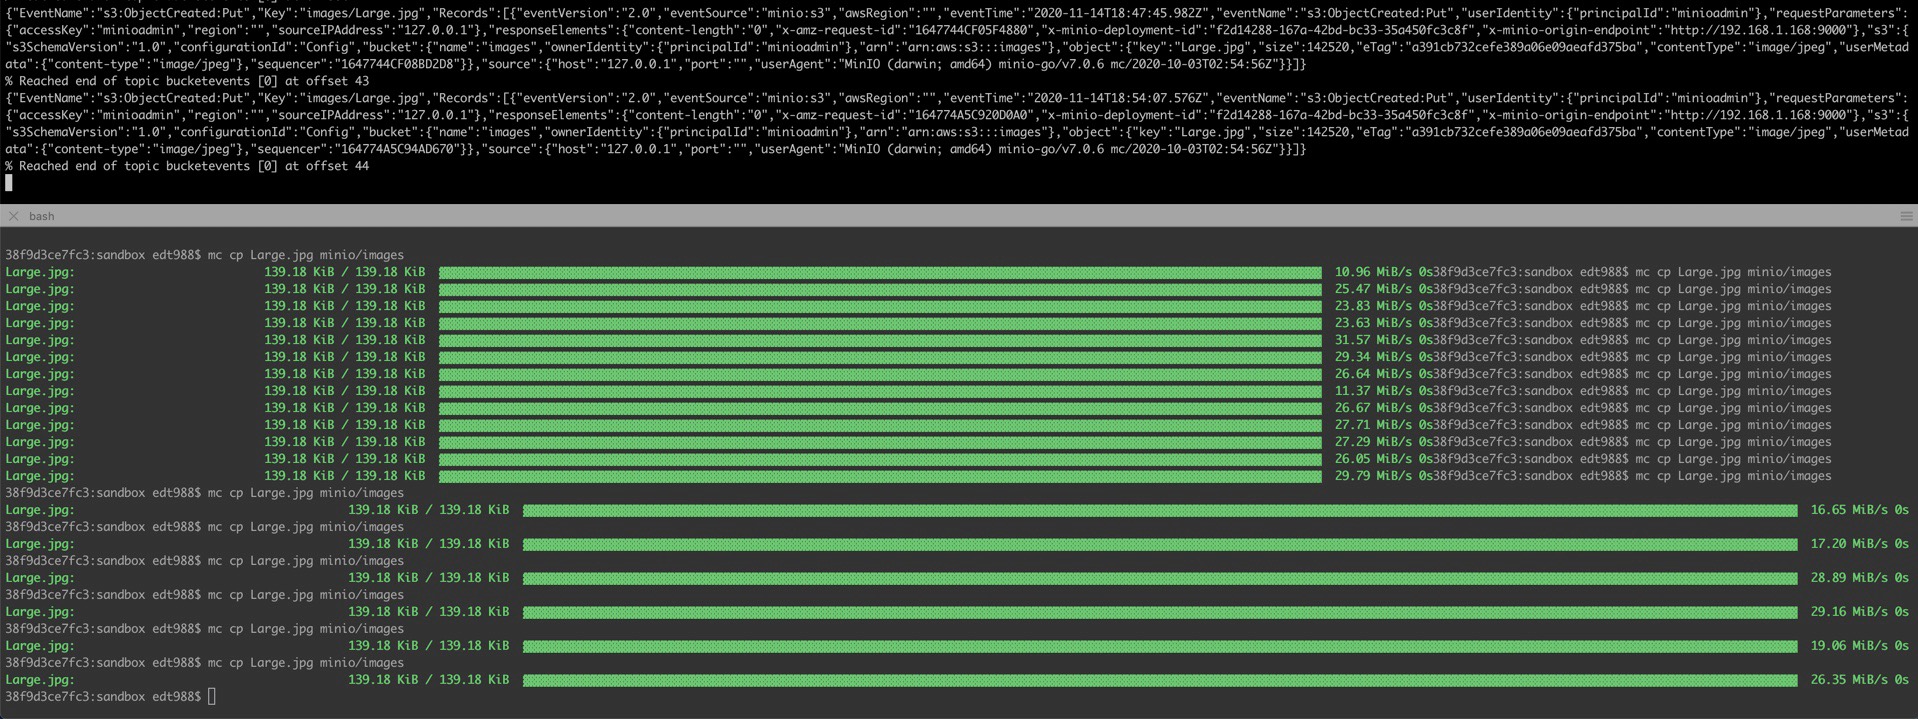 {"EventName":"s3:ObjectCreated:Put","Key":"images/Large.jpg","Records":[{"eventVersion":"2.0","eventSource":"minio:s3","awsRegion":"","eventTime":"2020-11-14T18:47:45.982Z","eventName":"s3:ObjectCreated:Put","userIdentity":{"principalId":"minioadmin"},"requestParameters":
{"accessKey":"minioadmin","region":"","sourceIPAddress":"127.0.0.1"},"responseElements":{"content-length":"0","x-amz-request-id":"1647744CF05F4880","x-minio-deployment-id":"f2d14288-167a-42bd-bc33-35a450fc3c8f","x-minio-origin-endpoint":"http://192.168.1.168:9000"},"s3":{
"s3SchemaVersion":"1.0","configurationId":"Config","bucket":{"name":"images","ownerIdentity":{"principalId":"minioadmin"},"arn":"arn:aws:s3:::images"},"object":{"key":"Large.jpg","size":142520,"eTag":"a391cb732cefe389a06e09aeafd375ba","contentType":"image/jpeg","userMetad
ata":{"content-type":"image/jpeg"},"sequencer":"1647744CF08BD2D8"}},"source":{"host":"127.0.0.1","port":"","userAgent":"MinIO (darwin; amd64) minio-go/v7.0.6 mc/2020-10-03T02:54:56Z"}}]}
% Reached end of topic bucketevents [0] at offset 43
{"EventName":"s3:ObjectCreated:Put","Key":"images/Large.jpg","Records":[{"eventVersion":"2.0","eventSource":"minio:s3","awsRegion":"","eventTime":"2020-11-14T18:54:07.576Z","eventName":"s3:ObjectCreated:Put","userIdentity":{"principalId":"minioadmin"},"requestParameters":
{"accessKey":"minioadmin","region":"","sourceIPAddress":"127.0.0.1"},"responseElements":{"content-length":"0","x-amz-request-id":"164774A5C920D0A0","x-minio-deployment-id":"f2d14288-167a-42bd-bc33-35a450fc3c8f","x-minio-origin-endpoint":"http://192.168.1.168:9000"},"s3":{
"s3SchemaVersion":"1.0","configurationId":"Config","bucket":{"name":"images","ownerIdentity":{"principalId":"minioadmin"},"arn":"arn:aws:s3:::images"},"object":{"key":"Large.jpg","size":142520,"eTag":"a391cb732cefe389a06e09aeafd375ba","contentType":"image/jpeg","userMetad
ata":{"content-type":"image/jpeg"},"sequencer":"164774A5C94AD670"}},"source":{"host":"127.0.0.1","port":"","userAgent":"MinIO (darwin; amd64) minio-go/v7.0.6 mc/2020-10-03T02:54:56Z"}}]}
% Reached end of topic bucketevents [0] at offset 44
bash
38f9d3ce7fc3:sandbox edt988$ mc cp Large.jpg minio/images
Large.jpg: 139.18 KiB / 139.18 KiB 10.96 MiB/s 0s38f9d3ce7fc3:sandbox edt988$ mc cp Large.jpg minio/images
Large.jpg: 139.18 KiB / 139.18 KiB 25.47 MiB/s 0s38f9d3ce7fc3:sandbox edt988$ mc cp Large.jpg minio/images
Large.jpg: 139.18 KiB / 139.18 KiB 23.83 MiB/s 0s38f9d3ce7fc3:sandbox edt988$ mc cp Large.jpg minio/images
Large.jpg: 139.18 KiB / 139.18 KiB 23.63 MiB/s 0s38f9d3ce7fc3:sandbox edt988$ mc cp Large.jpg minio/images
Large.jpg: 139.18 KiB / 139.18 KiB 31.57 MiB/s 0s38f9d3ce7fc3:sandbox edt988$ mc cp Large.jpg minio/images
Large.jpg: 139.18 KiB / 139.18 KiB 29.34 MiB/s 0s38f9d3ce7fc3:sandbox edt988$ mc cp Large.jpg minio/images
Large.jpg: 139.18 KiB / 139.18 KiB 26.64 MiB/s 0s38f9d3ce7fc3:sandbox edt988$ mc cp Large.jpg minio/images
Large.jpg: 139.18 KiB / 139.18 KiB 11.37 MiB/s 0s38f9d3ce7fc3:sandbox edt988$ mc cp Large.jpg minio/images
Large.jpg: 139.18 KiB / 139.18 KiB 26.67 MiB/s 0s38f9d3ce7fc3:sandbox edt988$ mc cp Large.jpg minio/images
Large.jpg: 139.18 KiB / 139.18 KiB 27.71 MiB/s 0s38f9d3ce7fc3:sandbox edt988$ mc cp Large.jpg minio/images
Large.jpg: 139.18 KiB / 139.18 KiB 27.29 MiB/s 0s38f9d3ce7fc3:sandbox edt988$ mc cp Large.jpg minio/images
Large.jpg: 139.18 KiB / 139.18 KiB 26.05 MiB/s 0s38f9d3ce7fc3:sandbox edt988$ mc cp Large.jpg minio/images
Large.jpg: 139.18 KiB / 139.18 KiB 29.79 MiB/s 0s38f9d3ce7fc3:sandbox edt988$ mc cp Large.jpg minio/images
38f9d3ce7fc3:sandbox edt988$ mc cp Large.jpg minio/images
Large.jpg: 139.18 KiB / 139.18 KiB 16.65 MiB/s 0s
38f9d3ce7fc3:sandbox edt988$ mc cp Large.jpg minio/images
Large.jpg: 139.18 KiB / 139.18 KiB 17.20 MiB/s 0s
38f9d3ce7fc3:sandbox edt988$ mc cp Large.jpg minio/images
Large.jpg: 139.18 KiB / 139.18 KiB 28.89 MiB/s 0s
38f9d3ce7fc3:sandbox edt988$ mc cp Large.jpg minio/images
Large.jpg: 139.18 KiB / 139.18 KiB 29.16 MiB/s 0s
38f9d3ce7fc3:sandbox edt988$ mc cp Large.jpg minio/images
Large.jpg: 139.18 KiB / 139.18 KiB 19.06 MiB/s 0s
38f9d3ce7fc3:sandbox edt988$ mc cp Large.jpg minio/images
Large.jpg: 139.18 KiB / 139.18 KiB 26.35 MiB/s 0s
38f9d3ce7fc3:sandbox edt988$